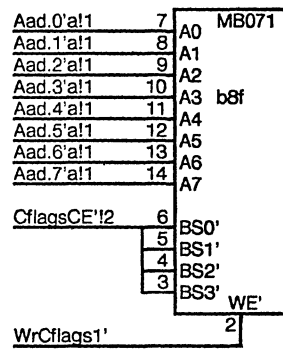 MB071
Aad.0'a!1 7 A0
Aad.1'a!1 8 A1
Aad.2'a!1 9 A2
Aad.3'a!1 10 A3 b8f
Aad.4'a!1 11 A4
Aad.5'a!1 12 A5
Aad.6'a!1 13 A6
Aad.7'a!1 14 A7
CflagsCE'!2 6 BS0'
5 BS1'
4 BS2'
3 BS3'
WE'
2
WrCflags1'